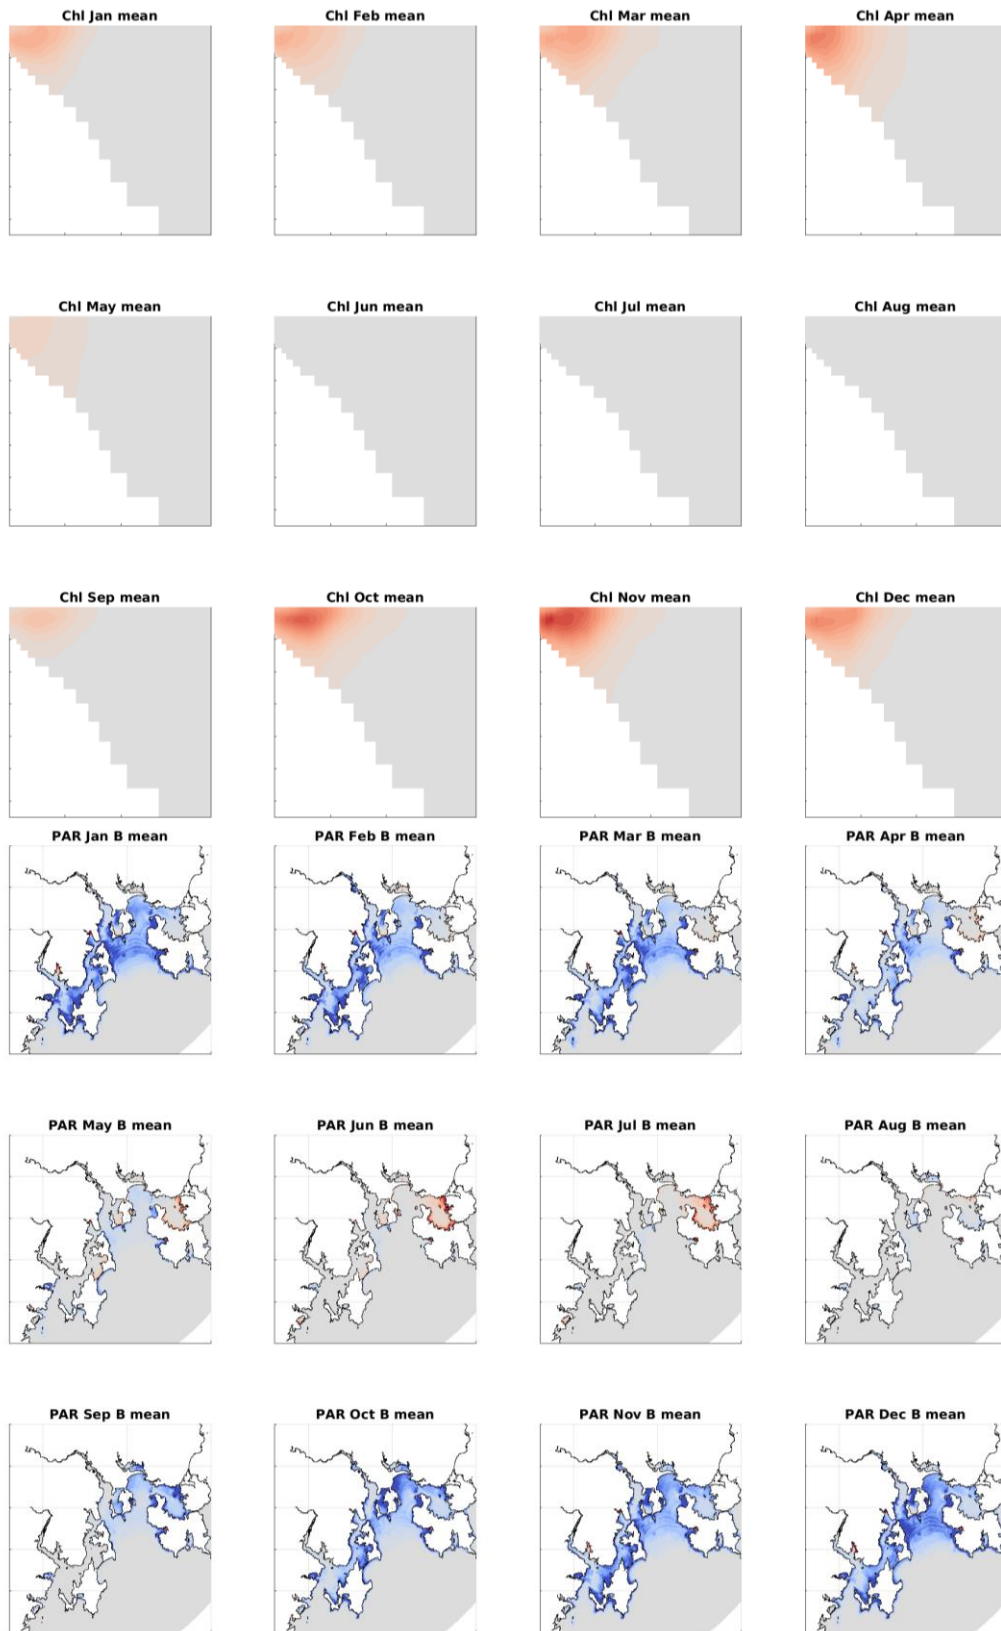 Chl Jan mean Chl Feb mean Chl Mar mean Chl Apr mean
Chl May mean Chl Jun mean Chl Jul mean Chl Aug mean
Chl Sep mean Chl Oct mean Chl Nov mean Chl Dec mean
PAR Jan B mean PAR Feb B mean PAR Mar B mean PAR Apr B mean
PAR May B mean PAR Jun B mean PAR Jul B mean PAR Aug B mean
PAR Sep B mean PAR Oct B mean PAR Nov B mean PAR Dec B mean